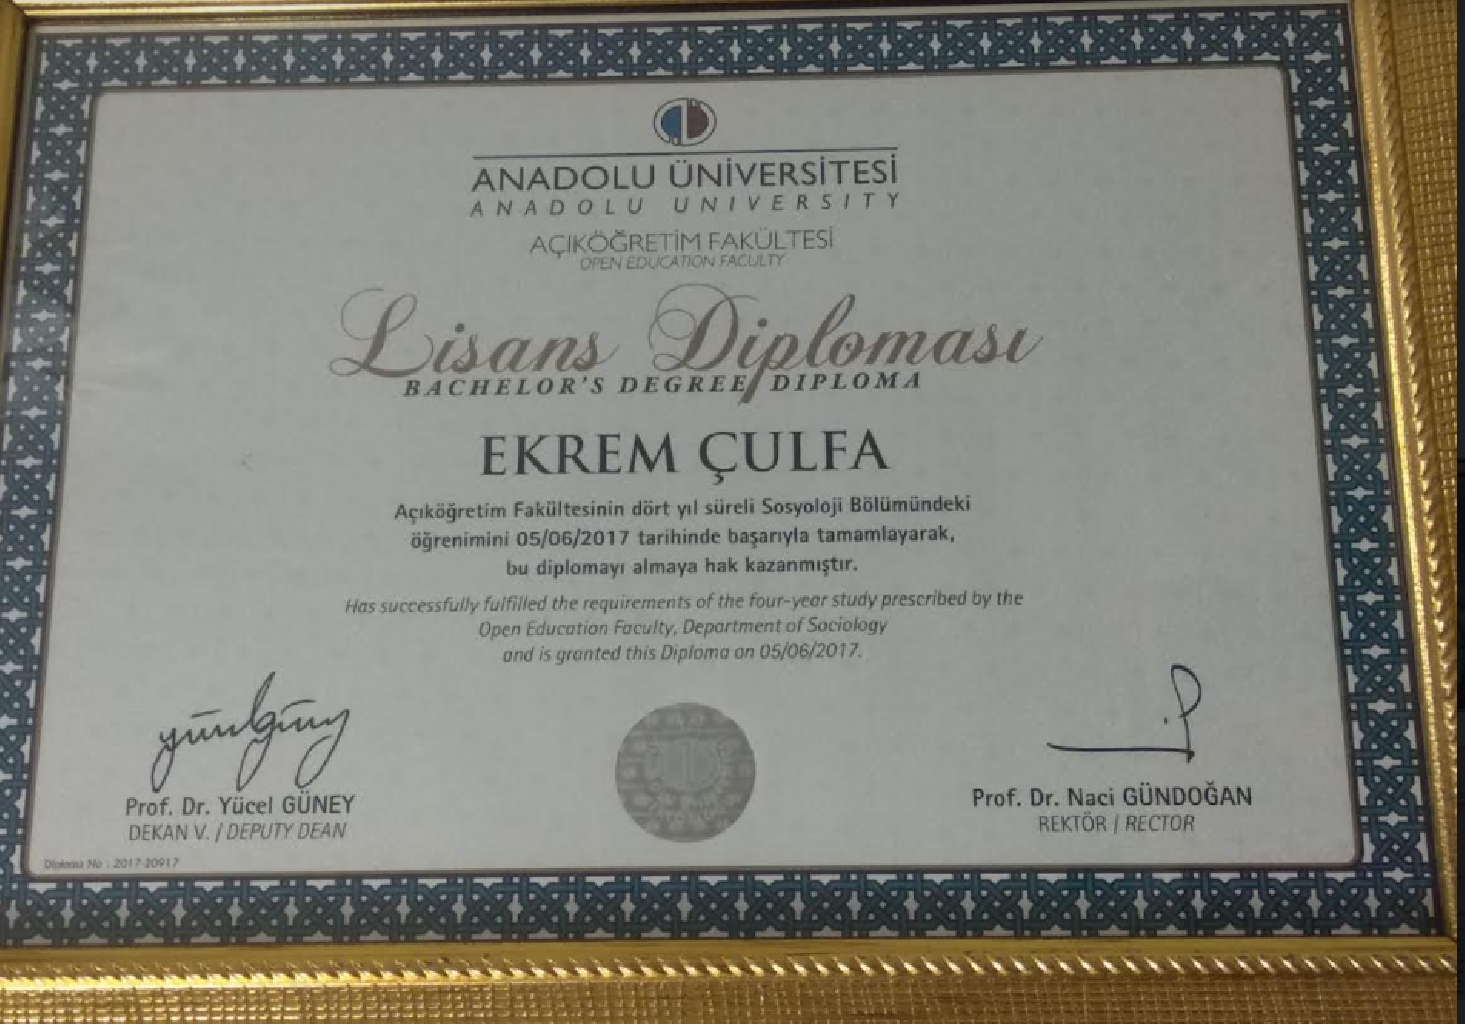 ANADOLU ÜNİVERSİTESİ
ANADOLU UNIVERSITY
AÇIKÖĞRETİM FAKÜLTESİ
OPEN EDUCATION FACULTY
Lisans Diploması
BACHELOR'S DEGREE DIPLOMA
EKREM ÇULFA
Açıköğretim Fakültesinin dört yıl süreli Sosyoloji Bölümündeki
öğrenimini 05/06/2017 tarihinde başarıyla tamamlayarak,
bu diplomayı almaya hak kazanmıştır.
Has successfully fulfilled the requirements of the four-year study prescribed by the
Open Education Faculty, Department of Sociology
and is granted this Diploma on 05/06/2017.
Prof. Dr. Yücel GÜNEY
DEKAN V. / DEPUTY DEAN
Prof. Dr. Naci GÜNDOĞAN
REKTÖR / RECTOR
Diploma No : 2017-20917